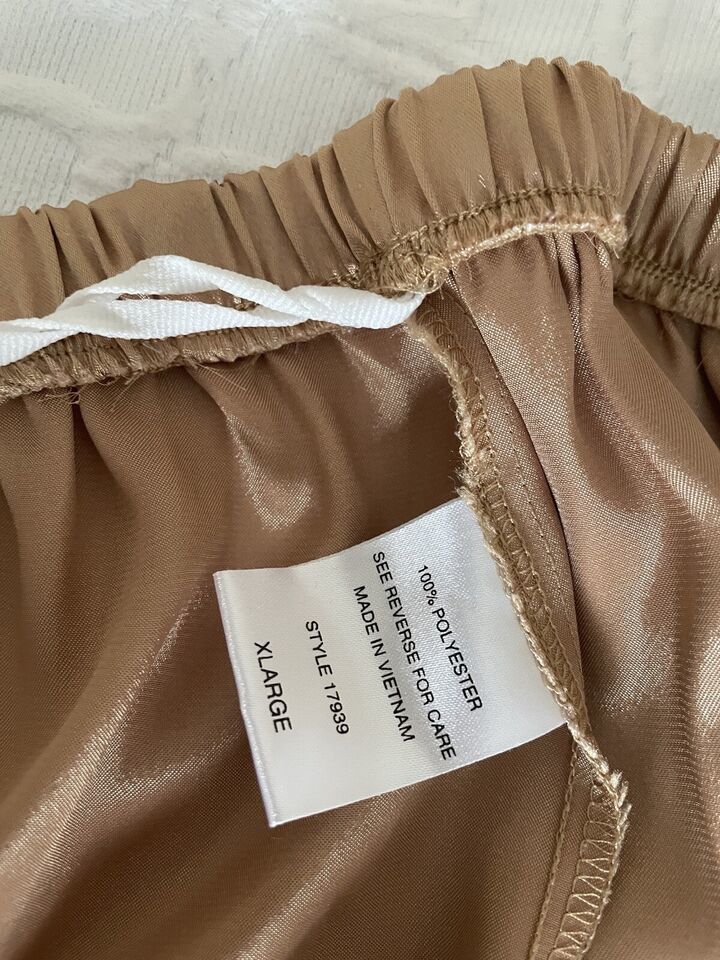 100% POLYESTER
SEE REVERSE FOR CARE
MADE IN VIETNAM
STYLE 17939
XLARGE